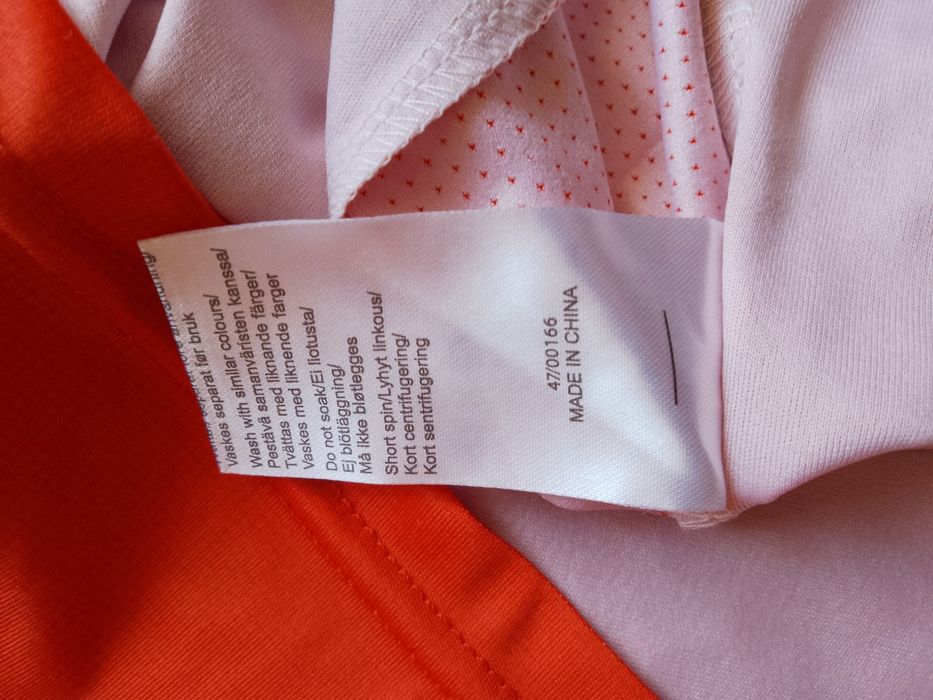 Vaskes separat før bruk
Wash with similar colours/
Pestävä samanväristen kanssa/
Tvättas med liknande färger/
Vaskes med liknende farger
Do not soak/Ei liotusta/
Ej blötläggning/
Må ikke bløtlegges
Short spin/Lyhyt linkous/
Kort centrifugering/
Kort sentrifugering
47/00166
MADE IN CHINA